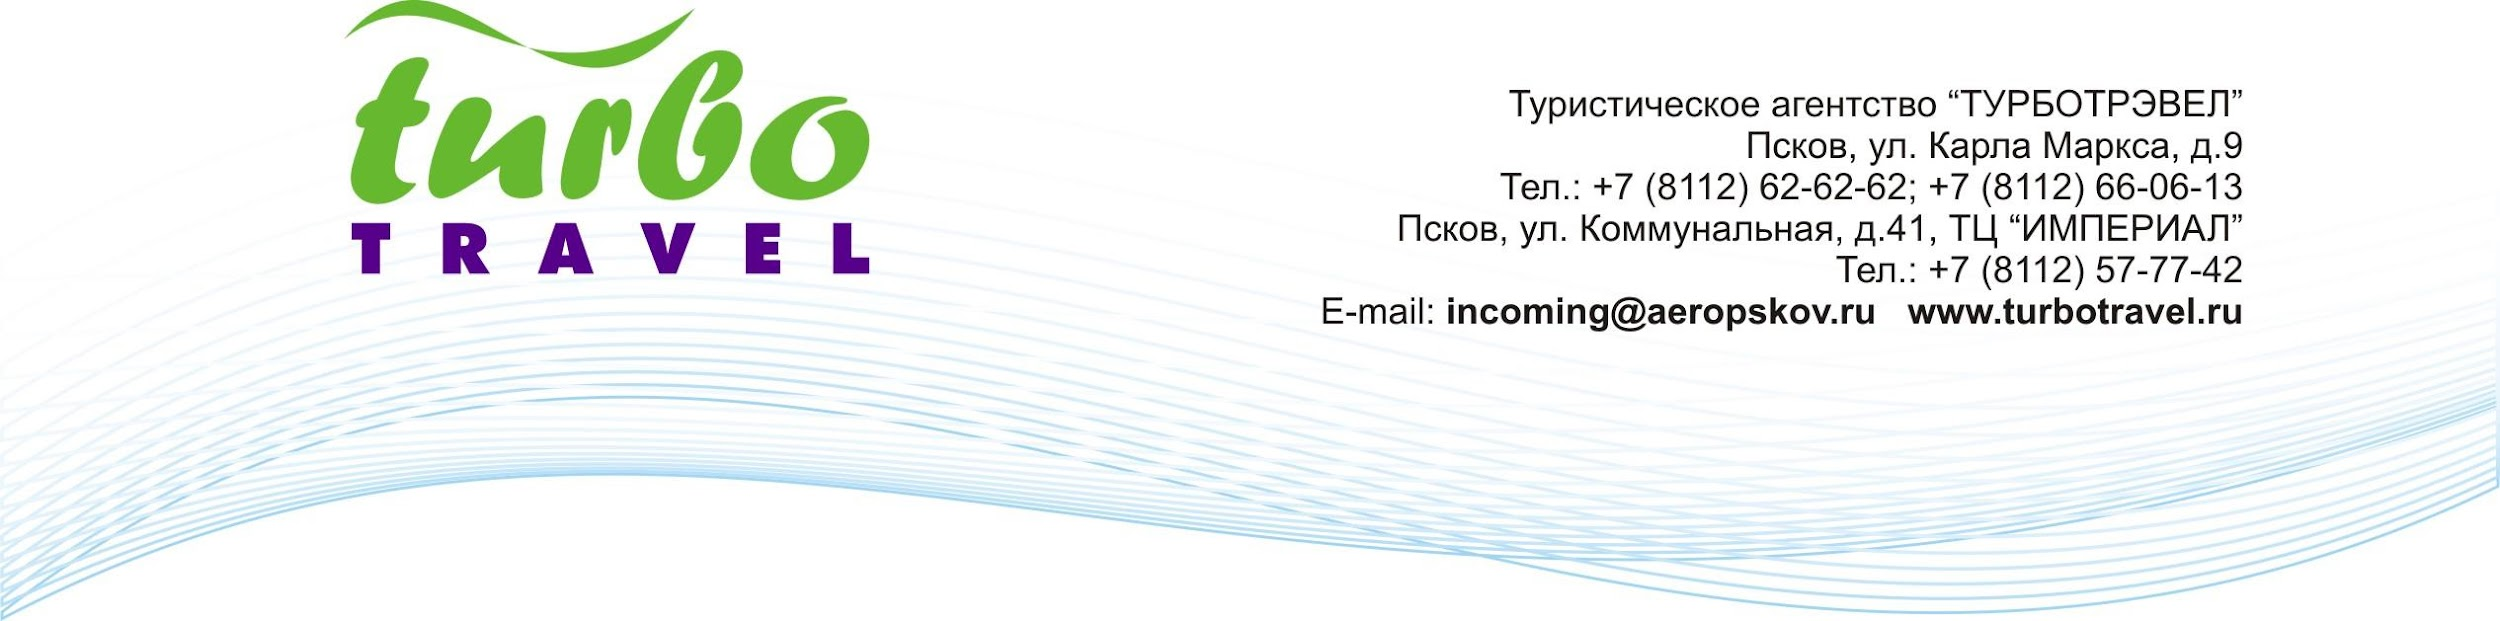 turbo
TRAVEL
Туристическое агентство “ТУРБОТРЭВЕЛ”
Псков, ул. Карла Маркса, д.9
Тел.: +7 (8112) 62-62-62; +7 (8112) 66-06-13
Псков, ул. Коммунальная, д.41, ТЦ “ИМПЕРИАЛ”
Тел.: +7 (8112) 57-77-42
E-mail: incoming@aeropskov.ru www.turbotravel.ru